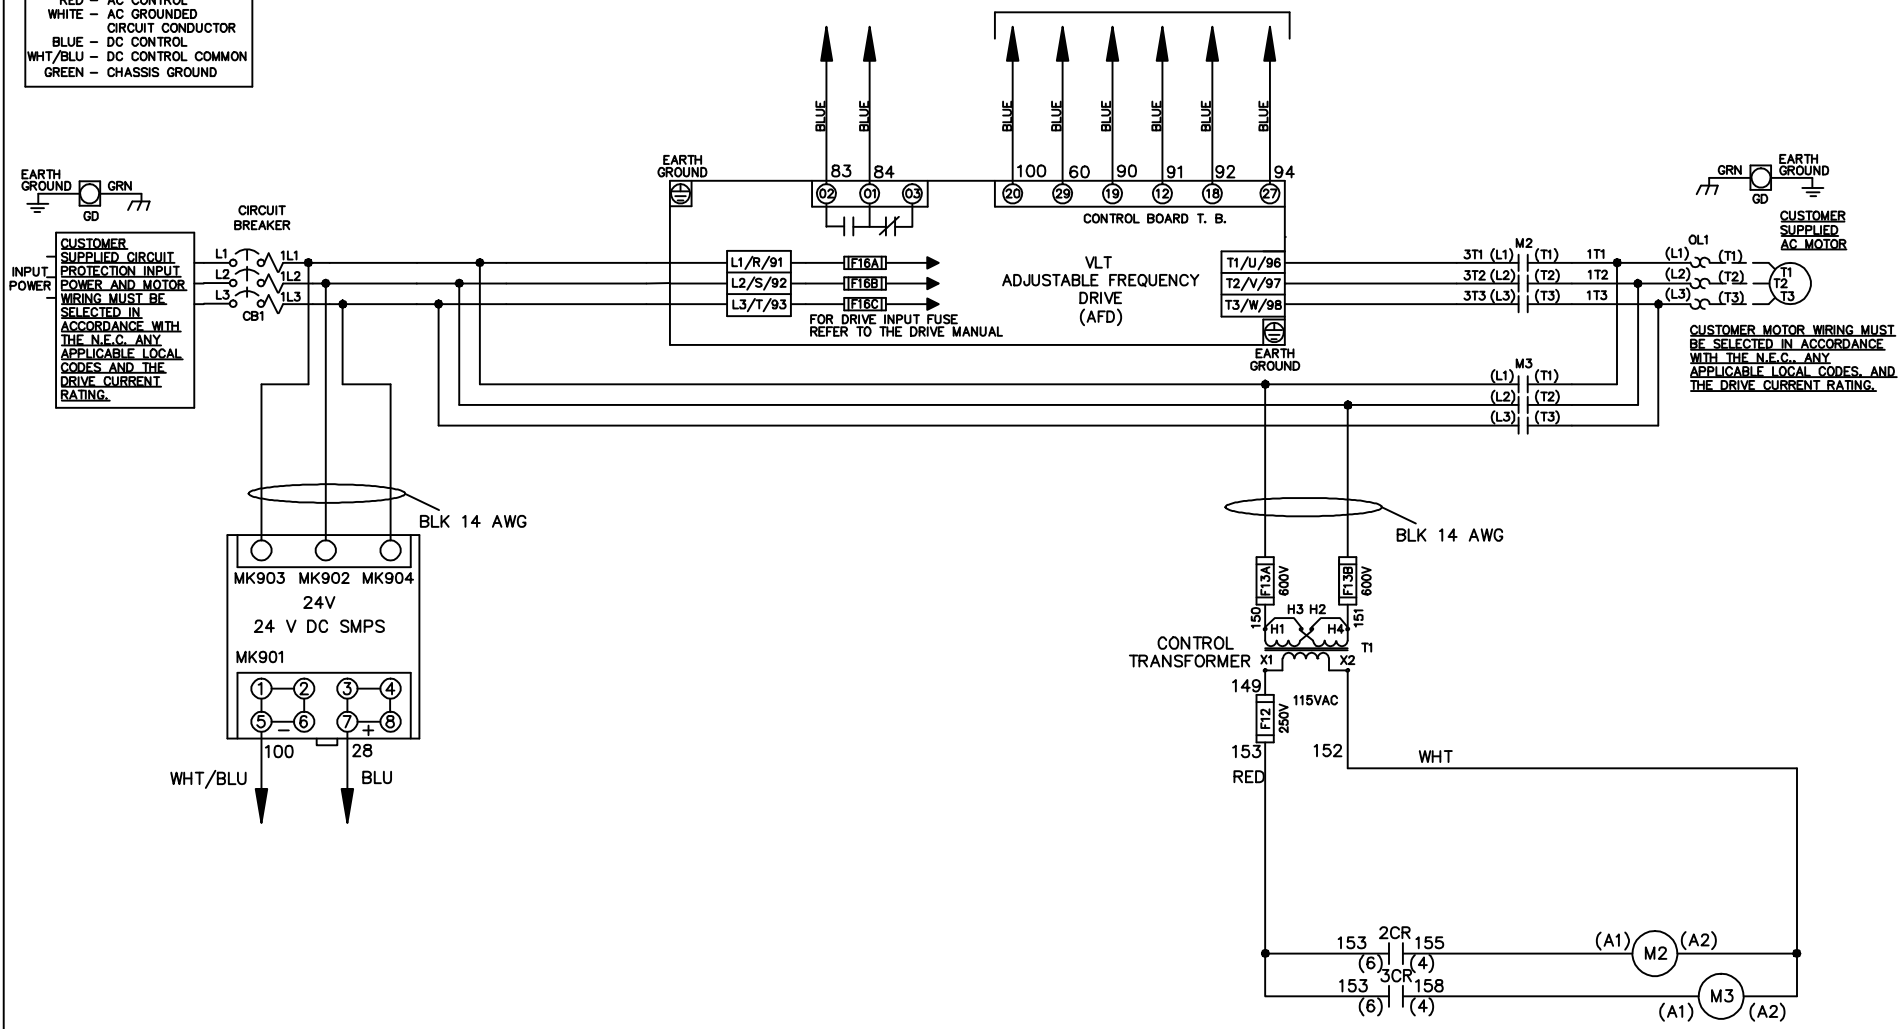 RED – AC CONTROL
WHITE – AC GROUNDED
CIRCUIT CONDUCTOR
BLUE – DC CONTROL
WHT/BLU – DC CONTROL COMMON
GREEN – CHASSIS GROUND
EARTH
GROUND
GRN
GD
CUSTOMER
SUPPLIED CIRCUIT
PROTECTION INPUT
POWER AND MOTOR
WIRING MUST BE
SELECTED IN
ACCORDANCE WITH
THE N.E.C. ANY
APPLICABLE LOCAL
CODES AND THE
DRIVE CURRENT
RATING.
INPUT
POWER
CIRCUIT
BREAKER
L1 1L1
L2 1L2
L3 1L3
CB1
BLK 14 AWG
MK903 MK902 MK904
24V
24 V DC SMPS
MK901
1 2 3 4
5 6 7 8
– +
100 28
WHT/BLU BLU
EARTH
GROUND
BLUE BLUE BLUE BLUE BLUE BLUE BLUE BLUE
83 84 100 60 90 91 92 94
02 01 03 20 29 19 12 18 27
CONTROL BOARD T. B.
L1/R/91 F16A
L2/S/92 F16B
L3/T/93 F16C
FOR DRIVE INPUT FUSE
REFER TO THE DRIVE MANUAL
VLT
ADJUSTABLE FREQUENCY
DRIVE
(AFD)
T1/U/96
T2/V/97
T3/W/98
EARTH
GROUND
M2
3T1 (L1) (T1) 1T1
3T2 (L2) (T2) 1T2
3T3 (L3) (T3) 1T3
M3
(L1) (T1)
(L2) (T2)
(L3) (T3)
GRN
EARTH
GROUND
GD
CUSTOMER
SUPPLIED
AC MOTOR
OL1
(L1) (T1)
(L2) (T2)
(L3) (T3)
T1
T2
T3
CUSTOMER MOTOR WIRING MUST
BE SELECTED IN ACCORDANCE
WITH THE N.E.C., ANY
APPLICABLE LOCAL CODES, AND
THE DRIVE CURRENT RATING.
BLK 14 AWG
F13A 600V F13B 600V
150 151
H3 H2
H1 H4
T1
CONTROL
TRANSFORMER
X1 X2
149
115VAC
F12 250V
153 152
RED
WHT
2CR
153 155 (A1) M2 (A2)
(6) (4)
3CR
153 158
(6) (4) (A1) M3 (A2)